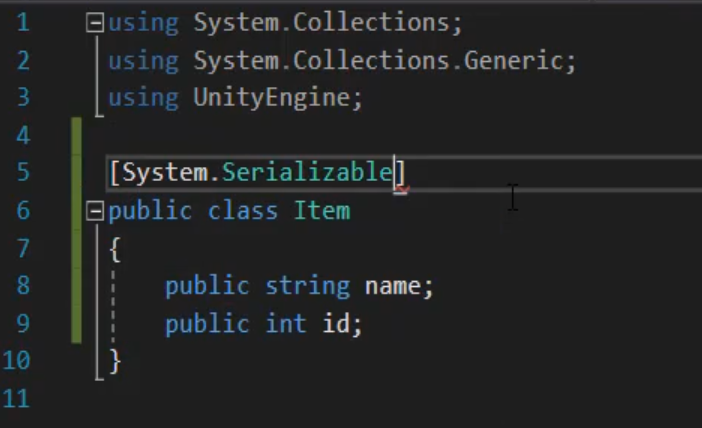 1 using System.Collections;
2 using System.Collections.Generic;
3 using UnityEngine;
4
5 [System.Serializable]
6 public class Item
7 {
8 public string name;
9 public int id;
10 }
11